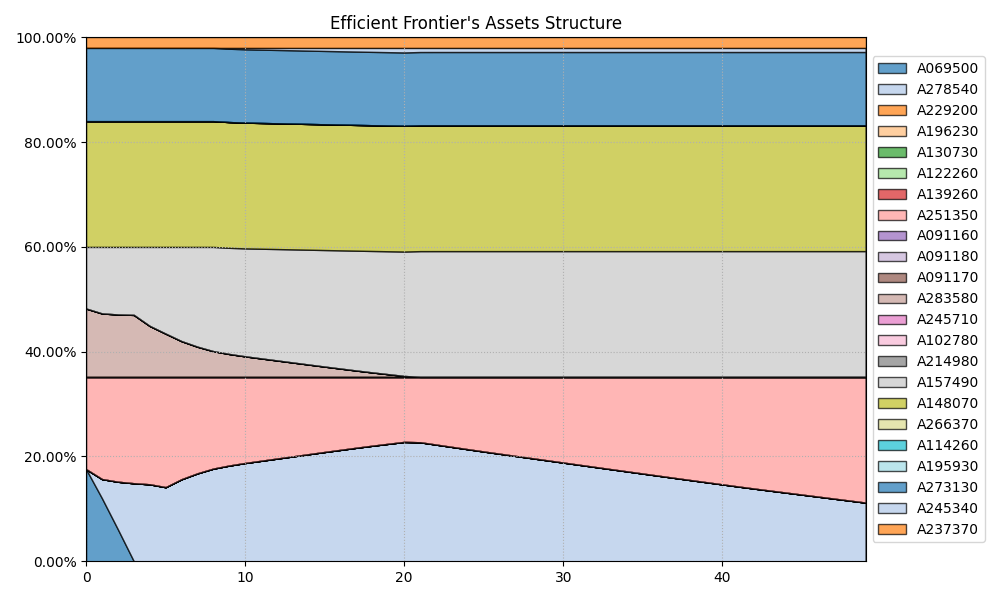 Efficient Frontier's Assets Structure
100.00%
80.00%
60.00%
40.00%
20.00%
0.00%
0
10
20
30
40
A069500
A278540
A229200
A196230
A130730
A122260
A139260
A251350
A091160
A091180
A091170
A283580
A245710
A102780
A214980
A157490
A148070
A266370
A114260
A195930
A273130
A245340
A237370